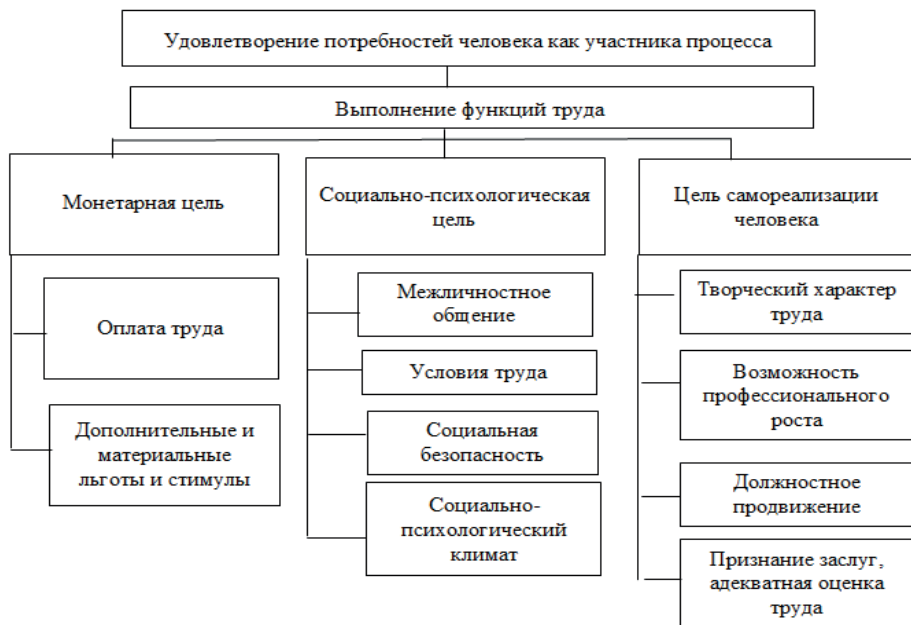 Удовлетворение потребностей человека как участника процесса
Выполнение функций труда
Монетарная цель
Оплата труда
Дополнительные и
материальные
льготы и стимулы
Социально-психологическая
цель
Межличностное
общение
Условия труда
Социальная
безопасность
Социально-
психологический
климат
Цель самореализации
человека
Творческий характер
труда
Возможность
профессионального
роста
Должностное
продвижение
Признание заслуг,
адекватная оценка
труда